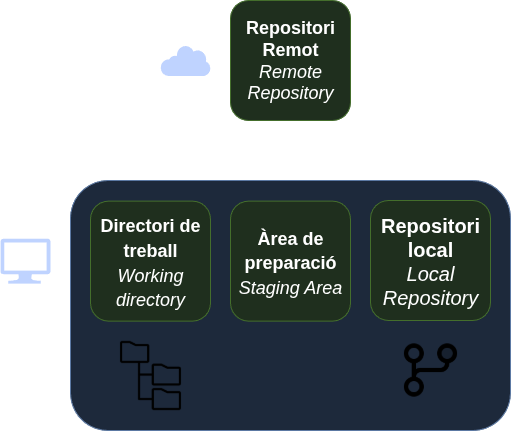 Repositori
Remot
Remote
Repository
Directori de
treball
Working
directory
Àrea de
preparació
Staging Area
Repositori
local
Local
Repository